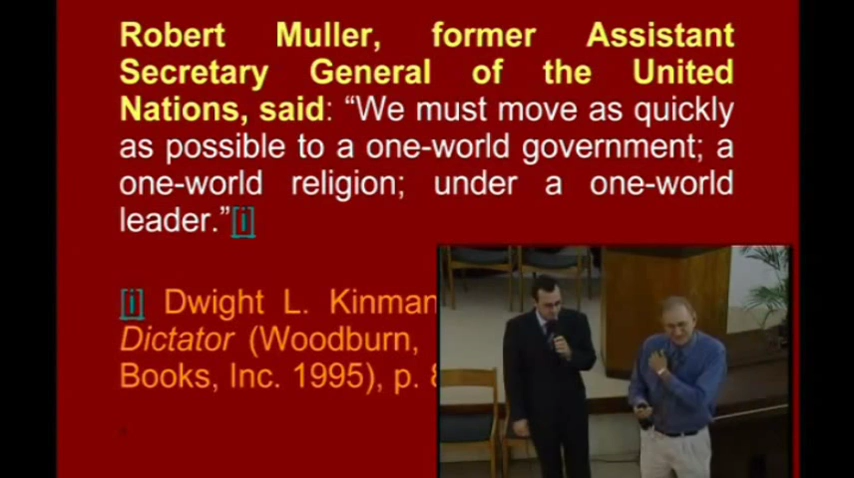 Robert Muller, former Assistant
Secretary General of the United
Nations, said: “We must move as quickly
as possible to a one-world government; a
one-world religion; under a one-world
leader.”[i]
[i] Dwight L. Kinman
Dictator (Woodburn,
Books, Inc. 1995), p.